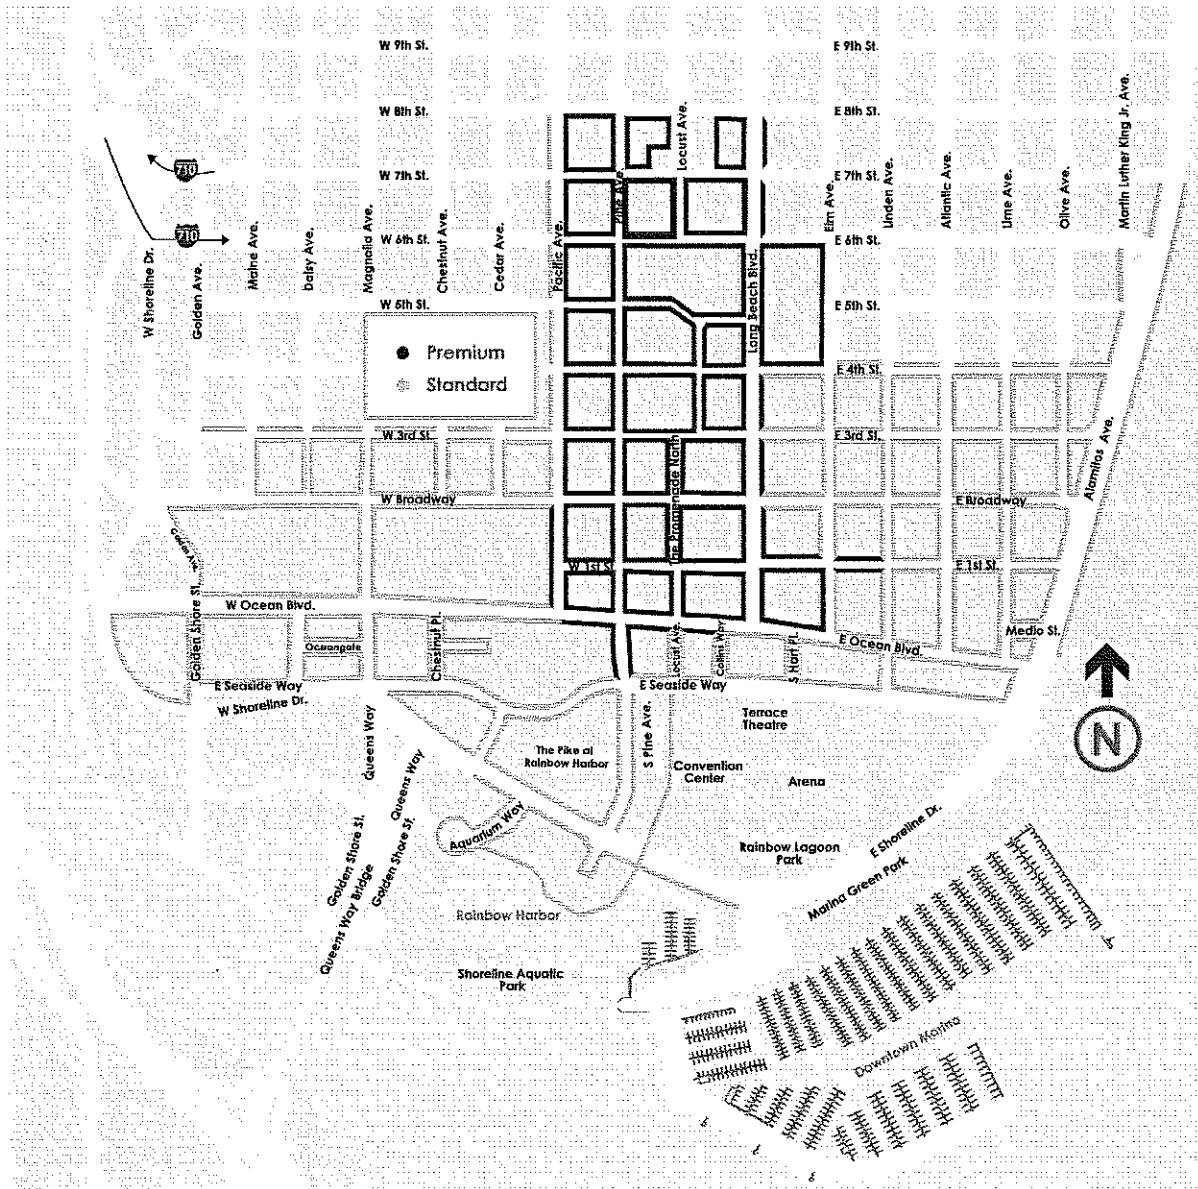 W 9th St.
E 9th St.
W 8th St.
E 8th St.
Locust Ave.
Martin Luther King Jr. Ave.
710
W 7th St.
E 7th St.
Pine Ave.
Elm Ave.
Linden Ave.
Atlantic Ave.
Lime Ave.
Olive Ave.
710
W Shoreline Dr.
Golden Ave.
Maine Ave.
Daisy Ave.
Magnolia Ave.
W 6th St.
Chestnut Ave.
Cedar Ave.
Pacific Ave.
E 6th St.
Long Beach Blvd.
W 5th St.
E 5th St.
Premium
Standard
E 4th St.
W 3rd St.
E 3rd St.
The Promenade North
Alamitos Ave.
W Broadway
E Broadway
Golden Ave.
W 1st St.
E 1st St.
Golden Shore St.
W Ocean Blvd.
Chestnut Pl.
Oceangate
Locust Ave.
Collins Way
S Hart Pl.
E Ocean Blvd.
Medio St.
E Seaside Way
E Seaside Way
W Shoreline Dr.
N
Queens Way
S Pine Ave.
Terrace
Theatre
The Pike at
Rainbow Harbor
Convention
Center
Arena
Queens Way
Golden Shore St.
Golden Shore St.
Queens Way Bridge
Aquarium Way
E Shoreline Dr.
Rainbow Lagoon
Park
Marina Green Park
Rainbow Harbor
Shoreline Aquatic
Park
Downtown Marina